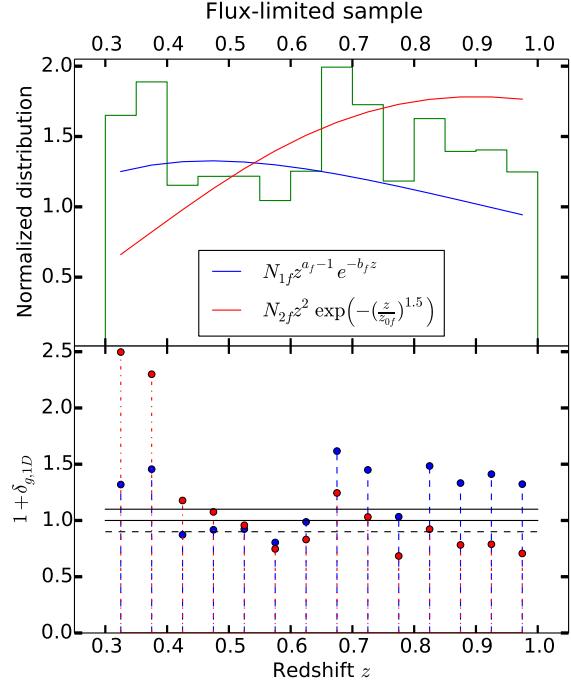 Flux-limited sample
0.3 0.4 0.5 0.6 0.7 0.8 0.9 1.0
2.0
1.5
1.0
0.5
Normalized distribution
N_{1f} z^{a_f−1} e^{−b_f z}
N_{2f} z^2 exp(−(z/z_{0f})^{1.5})
2.5
2.0
1.5
1.0
0.5
0.0
1 + δ_{g,1D}
0.3 0.4 0.5 0.6 0.7 0.8 0.9 1.0
Redshift z